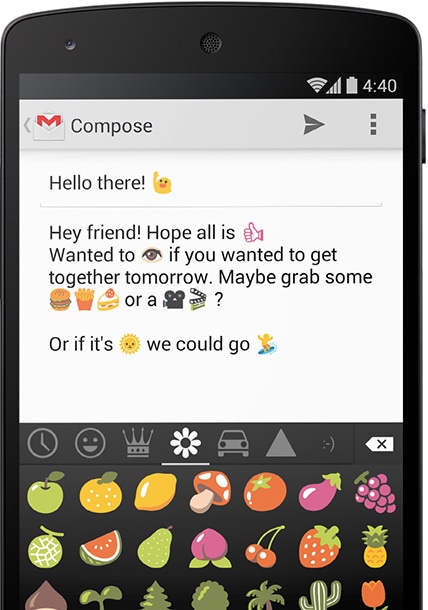 4:40
Compose
Hello there! 🙋
Hey friend! Hope all is 👍
Wanted to 👁 if you wanted to get
together tomorrow. Maybe grab some
🍔🍟🍰 or a 🎥🎬 ?
Or if it's 🌞 we could go 🏄
:-)